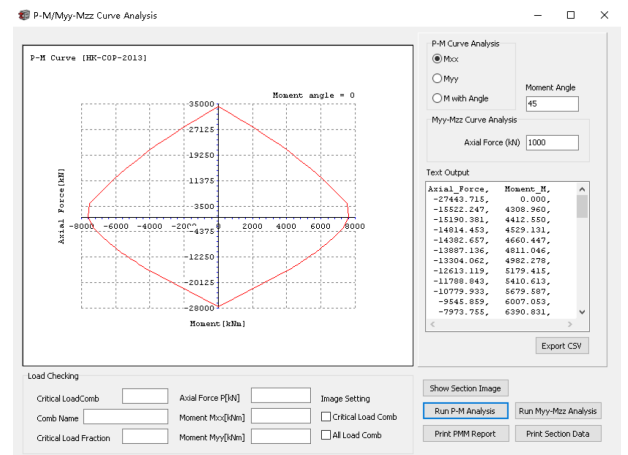 P-M/Myy-Mzz Curve Analysis
P-M Curve [HK-COP-2013]
Moment angle = 0
35000
27125
19250
11375
3500
-8000 -6000 -4000 2000 4000 6000 8000
-4375
-12250
-20125
-28000
Axial Force[kN]
Moment[kNm]
P-M Curve Analysis
Mxx
Myy
M with Angle
Moment Angle
45
Myy-Mzz Curve Analysis
Axial Force (kN) 1000
Text Output
Axial_Force, Moment_M,
-27443.715, 0.000,
-15522.247, 4308.960,
-15190.381, 4412.550,
-14814.453, 4529.131,
-14382.657, 4660.447,
-13887.136, 4811.046,
-13304.062, 4982.278,
-12613.119, 5179.415,
-11788.843, 5410.613,
-10779.933, 5679.587,
-9545.859, 6007.053,
-7973.755, 6390.831,
Export CSV
Load Checking
Critical LoadComb
Axial Force P[kN]
Image Setting
Comb Name
Moment Mxx[kNm]
Critical Load Comb
Critical Load Fraction
Moment Myy[kNm]
All Load Comb
Show Section Image
Run P-M Analysis
Run Myy-Mzz Analysis
Print PMM Report
Print Section Data